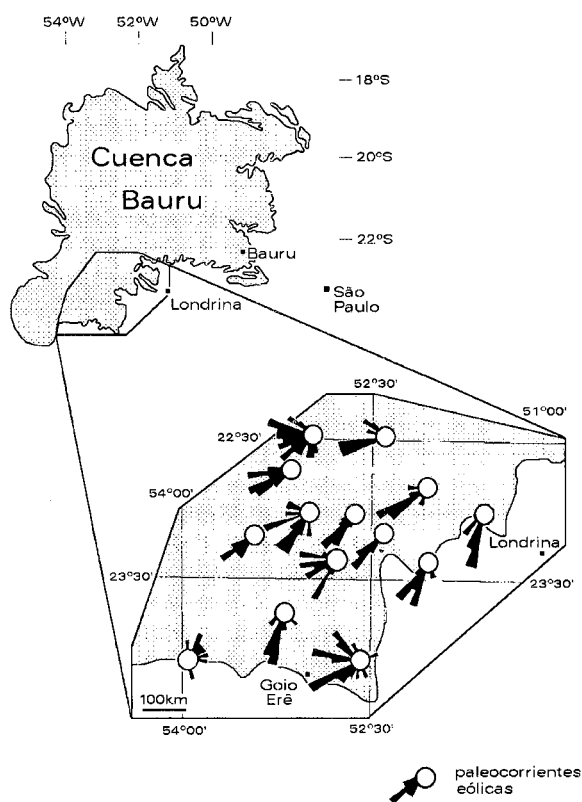 54°W 52°W 50°W
18°S
20°S
Cuenca
Bauru
22°S
Bauru
Londrina
São
Paulo
52°30'
51°00'
22°30'
54°00'
Londrina
23°30'
23°30'
Goio
Erê
100km
54°00'
52°30'
paleocorrientes
eólicas